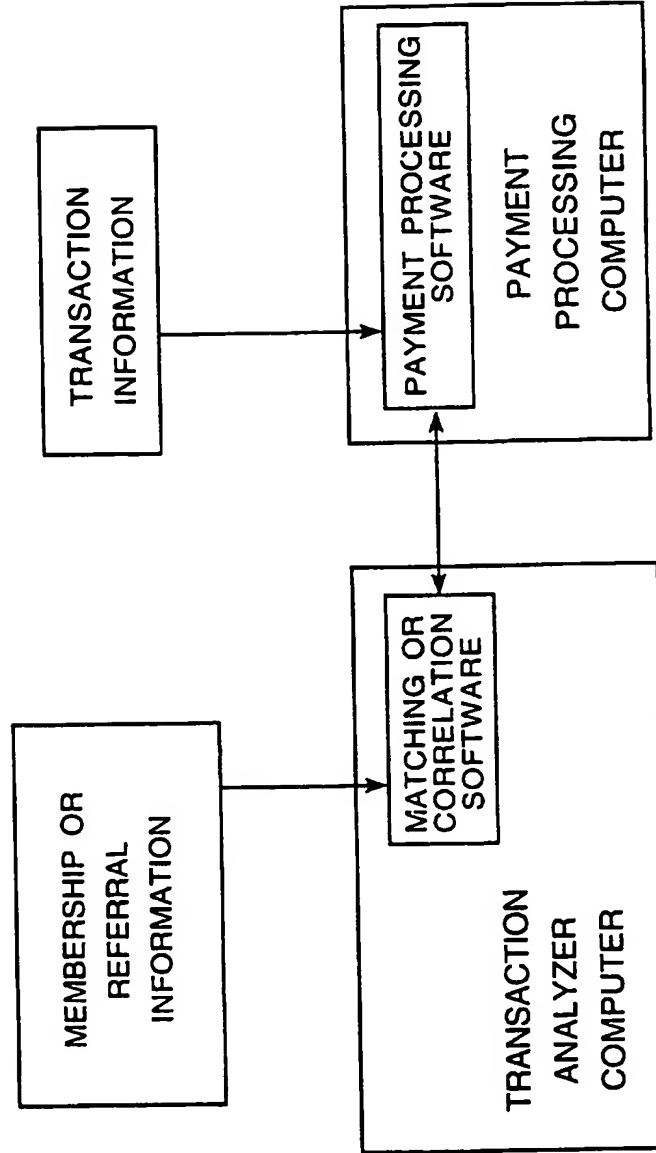 MEMBERSHIP OR
REFERRAL
INFORMATION
TRANSACTION
INFORMATION
MATCHING OR
CORRELATION
SOFTWARE
TRANSACTION
ANALYZER
COMPUTER
PAYMENT PROCESSING
SOFTWARE
PAYMENT
PROCESSING
COMPUTER